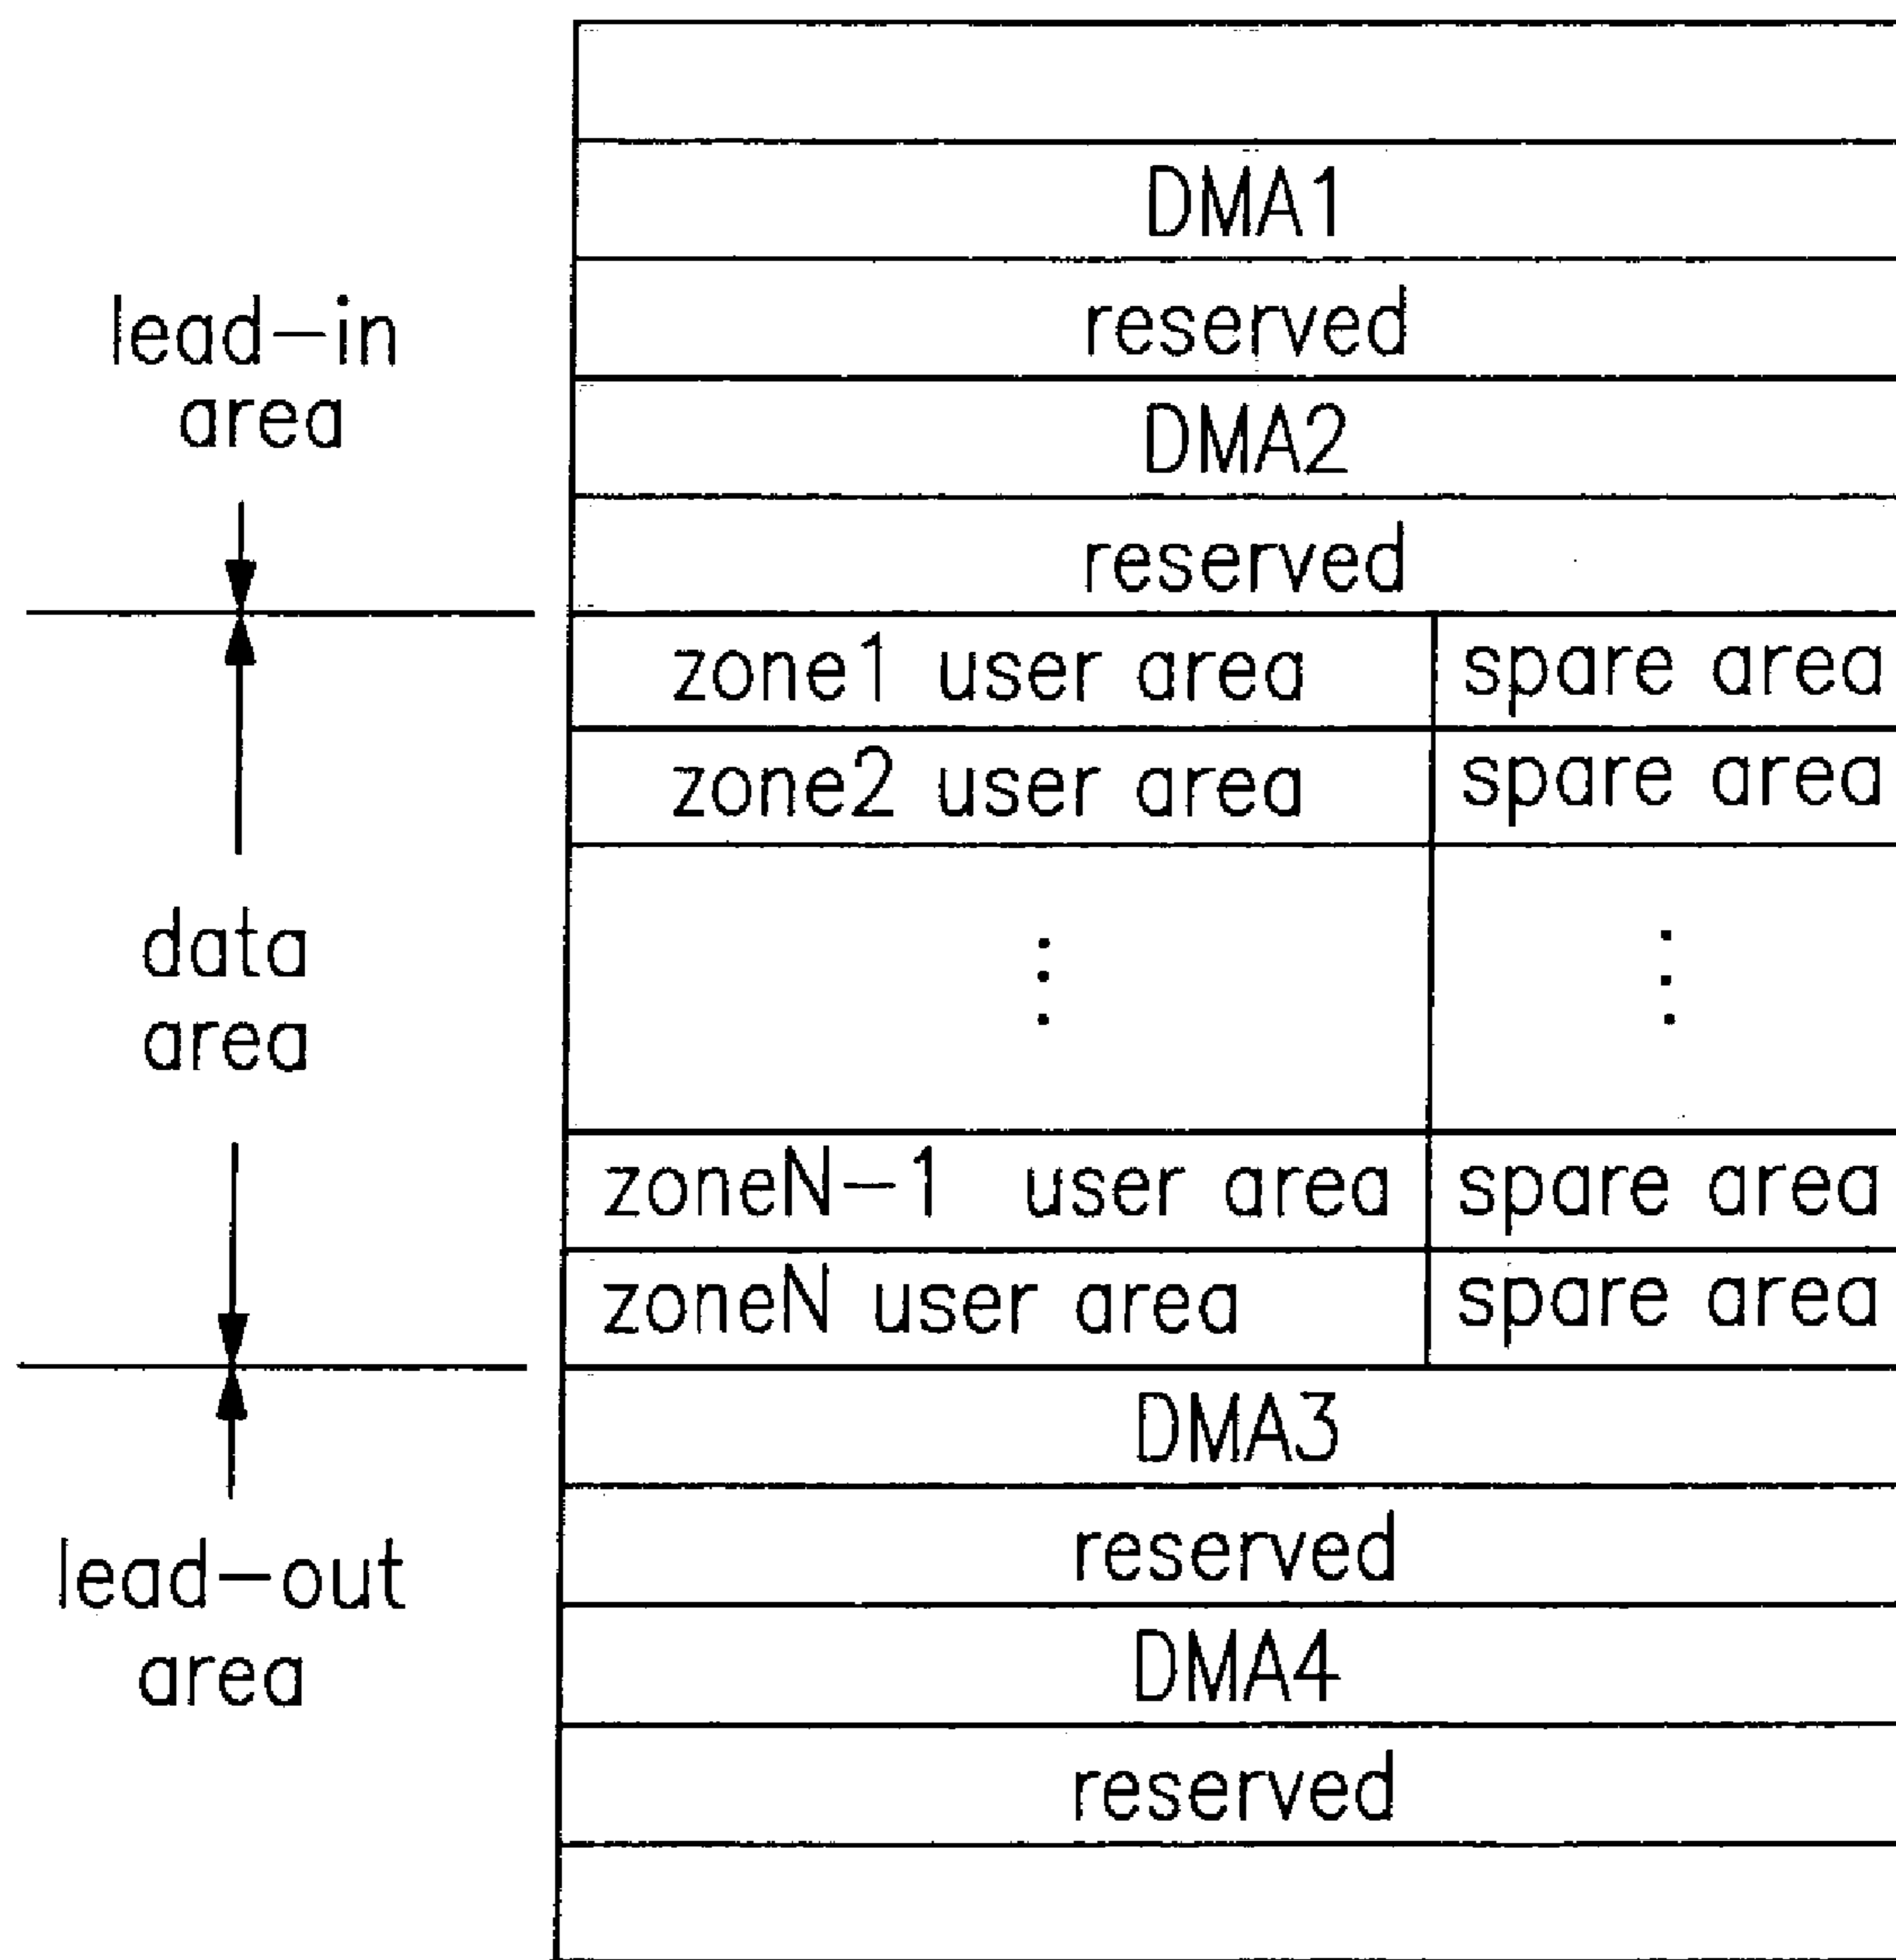 DMA1
reserved
lead-in
area
DMA2
reserved
zone1 user area spare area
zone2 user area spare area
data
area
zoneN-1 user area spare area
zoneN user area spare area
DMA3
reserved
lead-out
area
DMA4
reserved